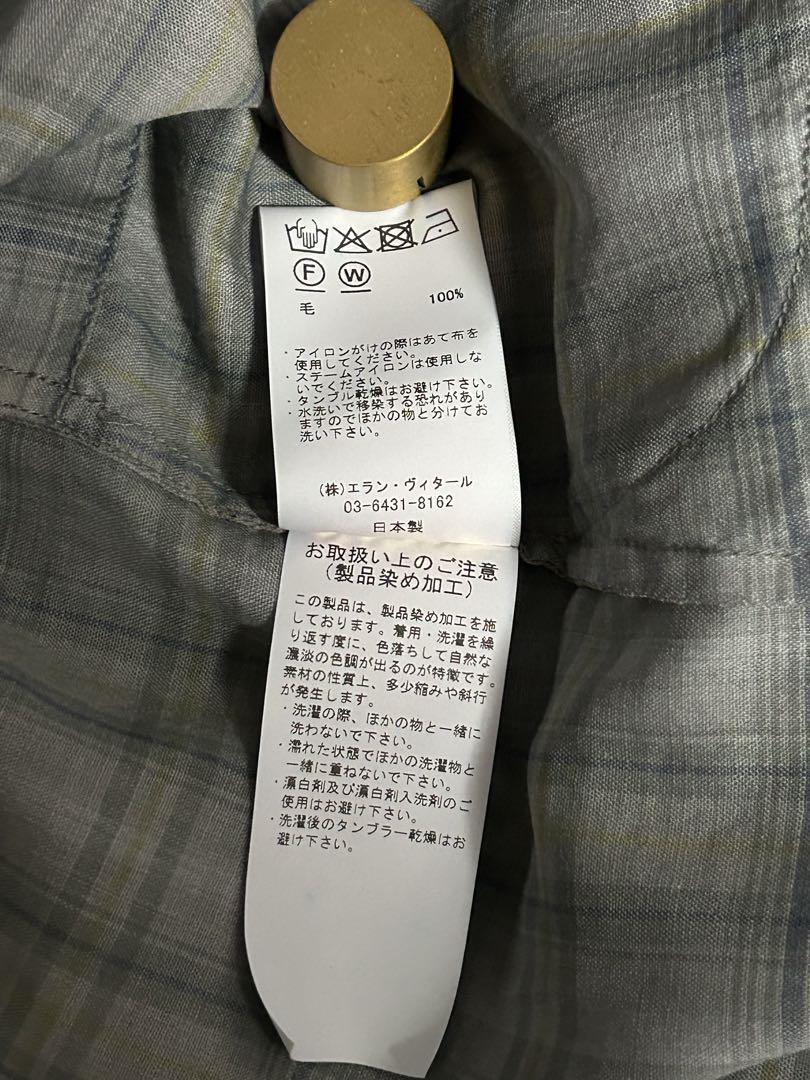 F W
毛 100%
・アイロンがけの際はあて布を
使用してください。
・スチームアイロンは使用しな
いでください。
・タンブル乾燥はお避け下さい。
・水洗いで移染する恐れがあり
ますのでほかの物と分けてお
洗い下さい。
(株)エラン・ヴィタール
03-6431-8162
日本製
お取扱い上のご注意
(製品染め加工)
この製品は、製品染め加工を施
しております。着用・洗濯を繰
り返す度に、色落ちして自然な
濃淡の色調が出るのが特徴です。
素材の性質上、多少縮みや斜行
が発生します。
・洗濯の際、ほかの物と一緒に
洗わないで下さい。
・濡れた状態でほかの洗濯物と
一緒に重ねないで下さい。
・漂白剤及び漂白剤入洗剤のご
使用はお避け下さい。
・洗濯後のタンブラー乾燥はお
避け下さい。